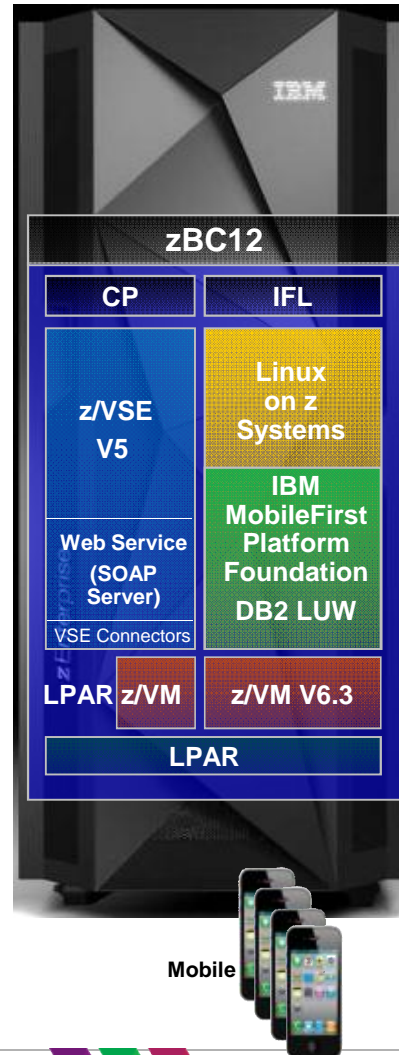 IBM
zBC12
CP
IFL
z/VSE
V5
Web Service
(SOAP
Server)
VSE Connectors
Linux
on z
Systems
IBM
MobileFirst
Platform
Foundation
DB2 LUW
zEnterprise
LPAR z/VM
z/VM V6.3
LPAR
Mobile